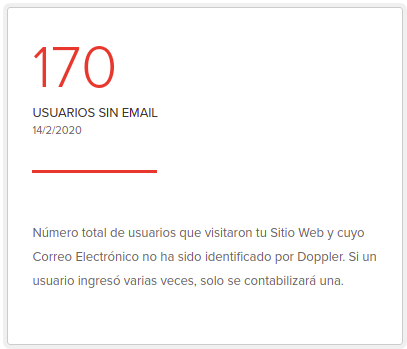 170
USUARIOS SIN EMAIL
14/2/2020
Número total de usuarios que visitaron tu Sitio Web y cuyo
Correo Electrónico no ha sido identificado por Doppler. Si un
usuario ingresó varias veces, solo se contabilizará una.